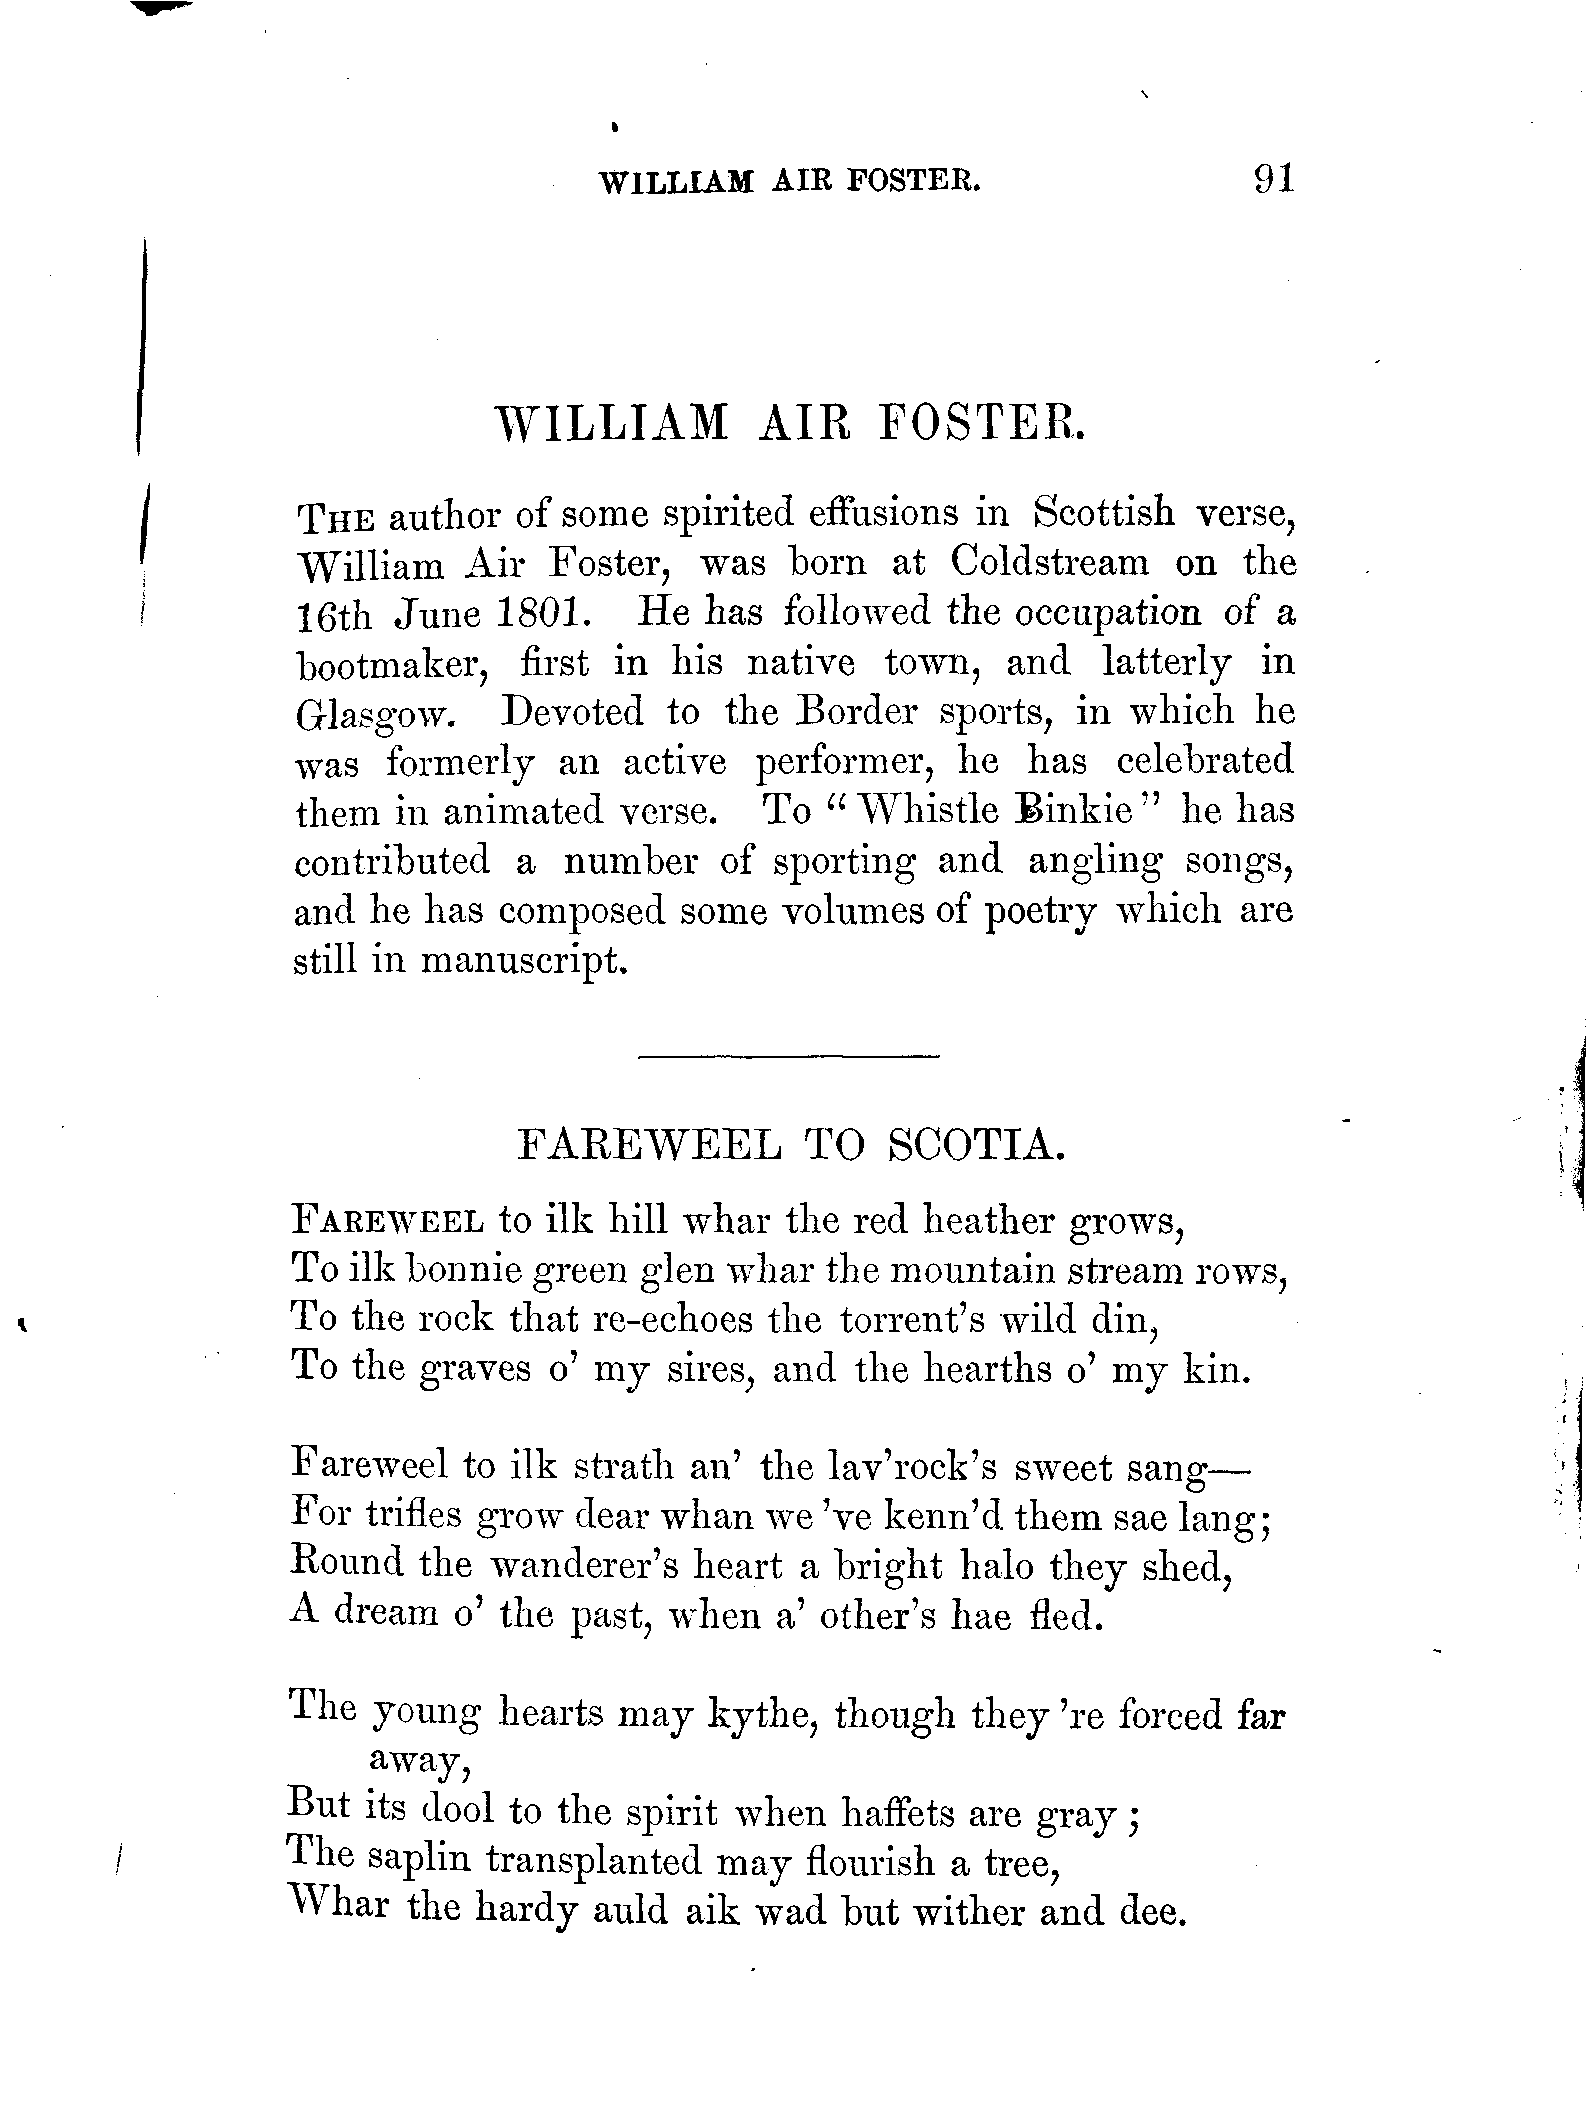 WILLIAM AIR FOSTER. 91
WILLIAM AIR FOSTER.
THE author of some spirited effusions in Scottish verse,
William Air Foster, was born at Coldstream on the
16th June 1801. He has followed the occupation of a
bootmaker, first in his native town, and latterly in
Glasgow. Devoted to the Border sports, in which he
was formerly an active performer, he has celebrated
them in animated verse. To “Whistle Binkie” he has
contributed a number of sporting and angling songs,
and he has composed some volumes of poetry which are
still in manuscript.
FAREWEEL TO SCOTIA.
FAREWEEL to ilk hill whar the red heather grows,
To ilk bonnie green glen whar the mountain stream rows,
To the rock that re-echoes the torrent's wild din,
To the graves o' my sires, and the hearths o' my kin.
Fareweel to ilk strath an' the lav'rock's sweet sang—
For trifles grow dear whan we 've kenn'd them sae lang;
Round the wanderer's heart a bright halo they shed,
A dream o' the past, when a' other's hae fled.
The young hearts may kythe, though they 're forced far
away,
But its dool to the spirit when haffets are gray;
The saplin transplanted may flourish a tree,
Whar the hardy auld aik wad but wither and dee.